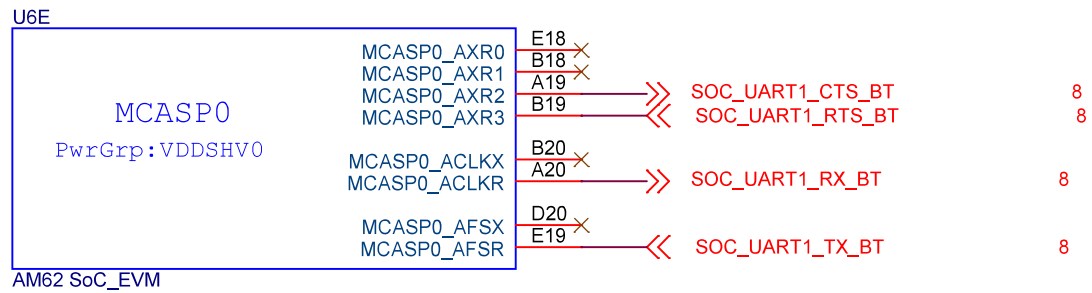 U6E
MCASP0
PwrGrp:VDDSHV0
MCASP0_AXR0 E18
MCASP0_AXR1 B18
MCASP0_AXR2 A19 SOC_UART1_CTS_BT 8
MCASP0_AXR3 B19 SOC_UART1_RTS_BT 8
MCASP0_ACLKX B20
MCASP0_ACLKR A20 SOC_UART1_RX_BT 8
MCASP0_AFSX D20
MCASP0_AFSR E19 SOC_UART1_TX_BT 8
AM62 SoC_EVM